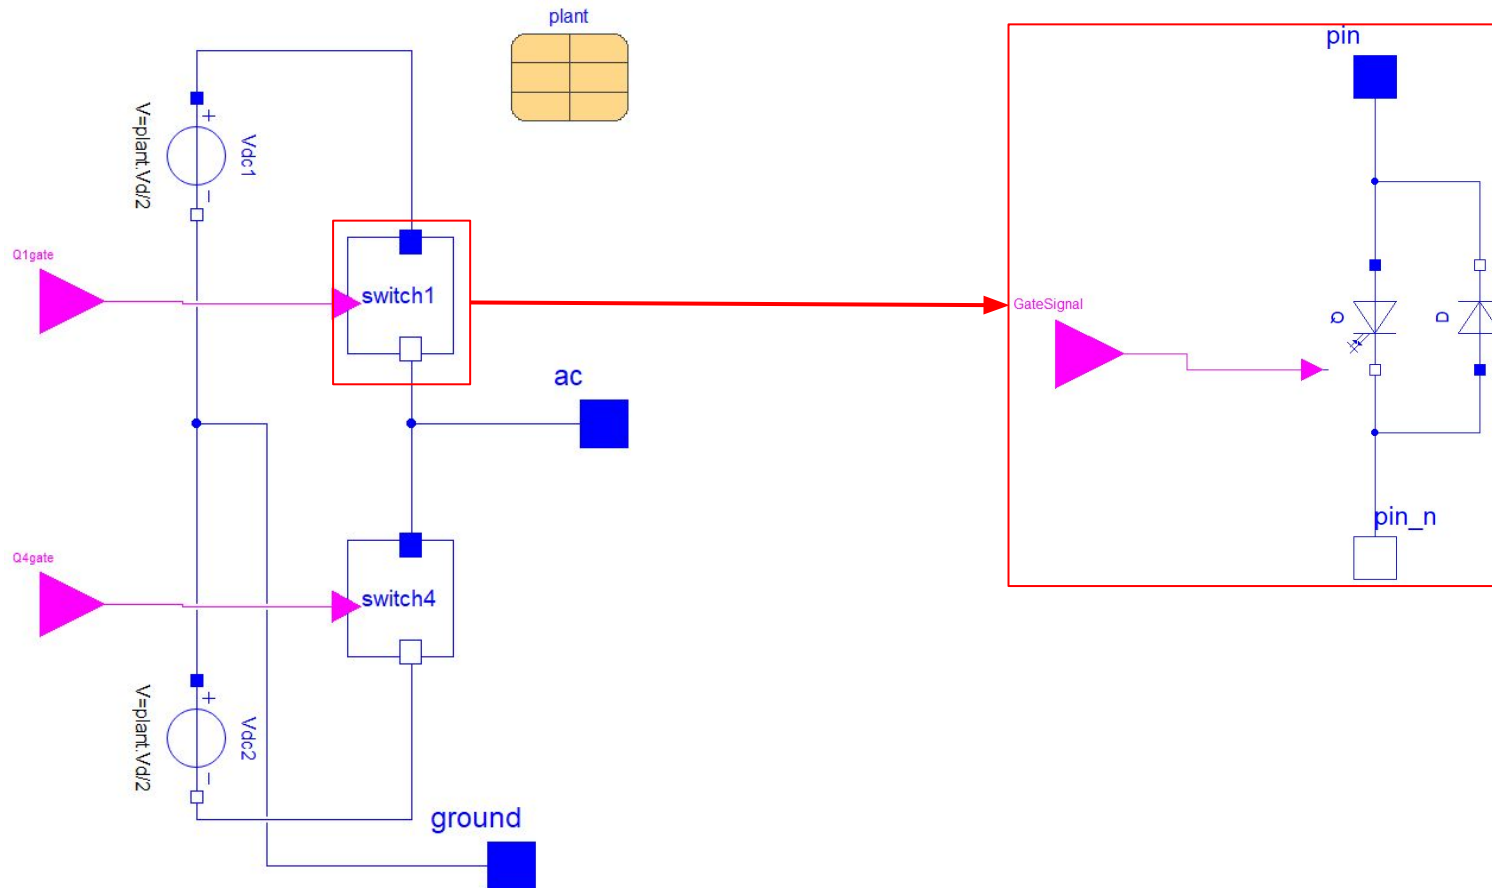 plant
pin
+
Vdc1
V=plant.Vd/2
−
Q1gate
switch1
GateSignal
Q
D
ac
pin_n
Q4gate
switch4
+
Vdc2
V=plant.Vd/2
−
ground